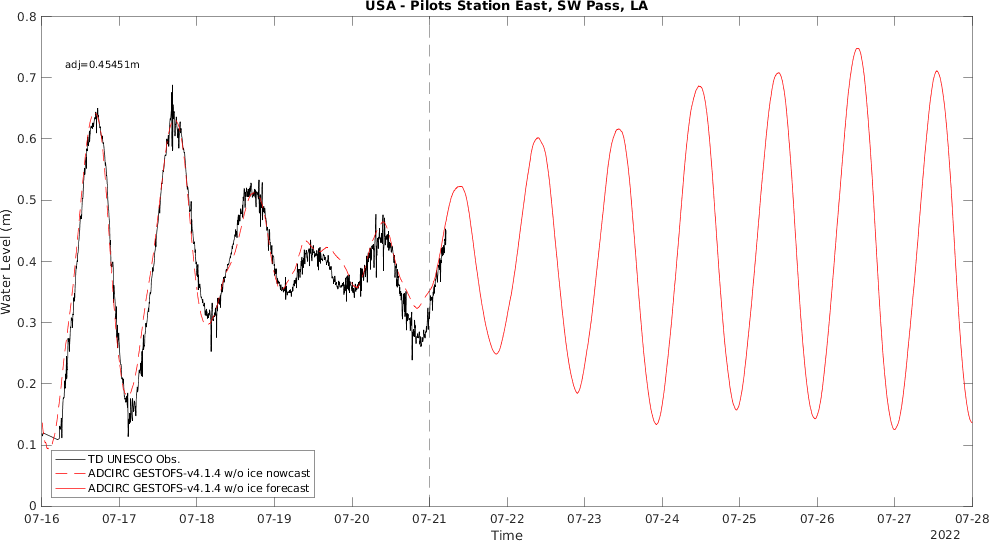 USA - Pilots Station East, SW Pass, LA
0.8
adj=0.45451m
0.7
0.6
0.5
0.4
0.3
0.2
0.1
0
Water Level (m)
TD UNESCO Obs.
ADCIRC GESTOFS-v4.1.4 w/o ice nowcast
ADCIRC GESTOFS-v4.1.4 w/o ice forecast
07-16 07-17 07-18 07-19 07-20 07-21 07-22 07-23 07-24 07-25 07-26 07-27 07-28
Time
2022